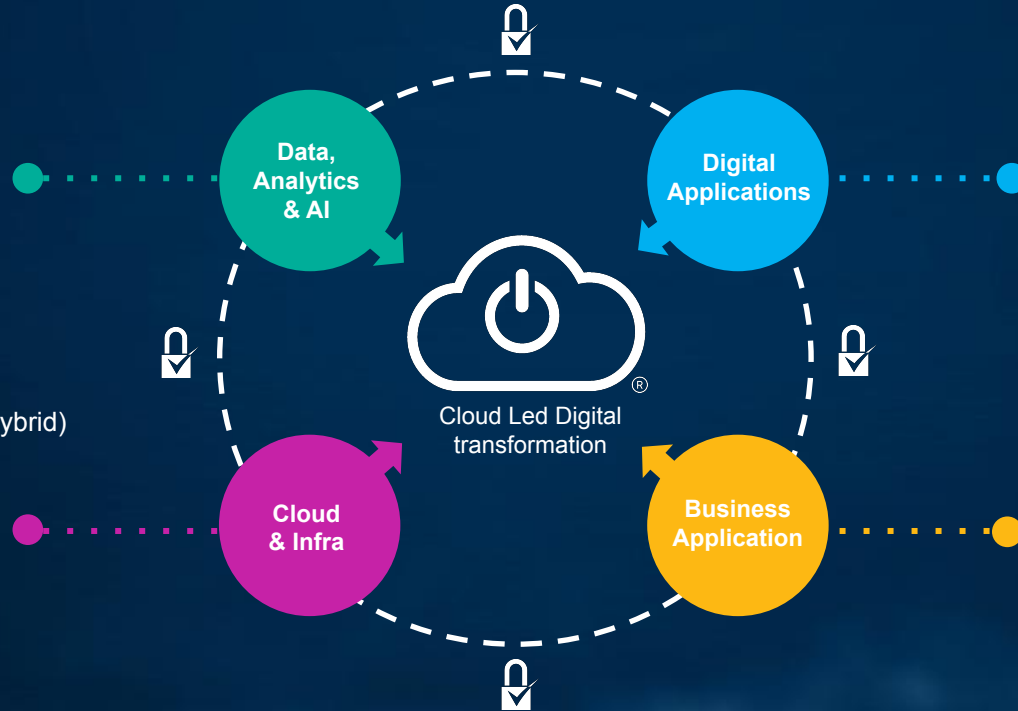 Data,
Analytics
& AI
Digital
Applications
®
Cloud Led Digital
transformation
ybrid)
Cloud
& Infra
Business
Application